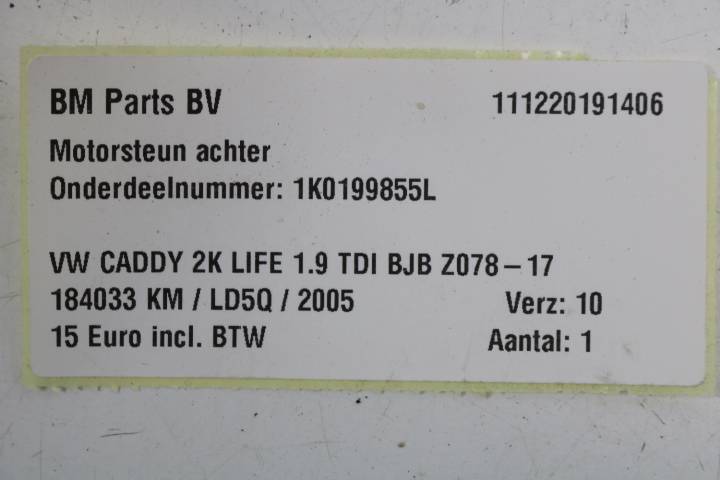 BM Parts BV 111220191406
Motorsteun achter
Onderdeelnummer: 1K0199855L
VW CADDY 2K LIFE 1.9 TDI BJB Z078-17
184033 KM / LD5Q / 2005 Verz: 10
15 Euro incl. BTW Aantal: 1